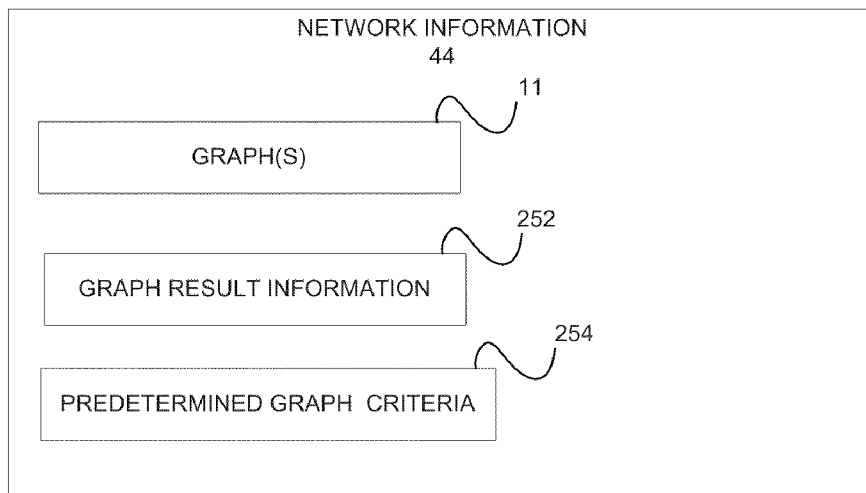 NETWORK INFORMATION
44
11
GRAPH(S)
252
GRAPH RESULT INFORMATION
254
PREDETERMINED GRAPH CRITERIA